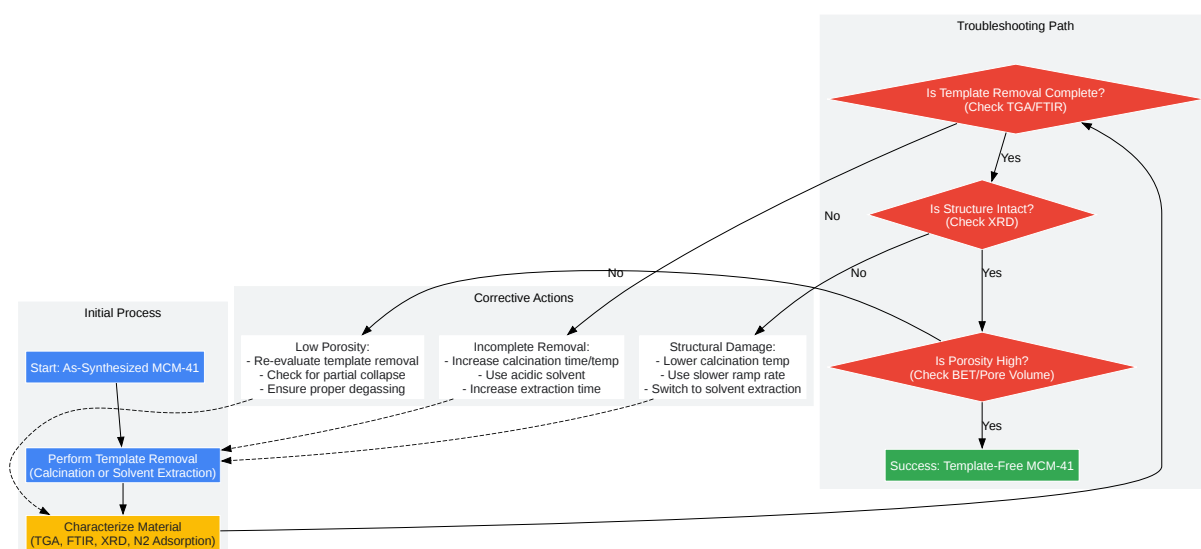 Troubleshooting Path
Is Template Removal Complete?
(Check TGA/FTIR)
Yes
No
Is Structure Intact?
(Check XRD)
No
Yes
No
Corrective Actions
Initial Process
Low Porosity:
- Re-evaluate template removal
- Check for partial collapse
- Ensure proper degassing
Incomplete Removal:
- Increase calcination time/temp
- Use acidic solvent
- Increase extraction time
Structural Damage:
- Lower calcination temp
- Use slower ramp rate
- Switch to solvent extraction
Is Porosity High?
(Check BET/Pore Volume)
Yes
Start: As-Synthesized MCM-41
Perform Template Removal
(Calcination or Solvent Extraction)
Success: Template-Free MCM-41
Characterize Material
(TGA, FTIR, XRD, N2 Adsorption)